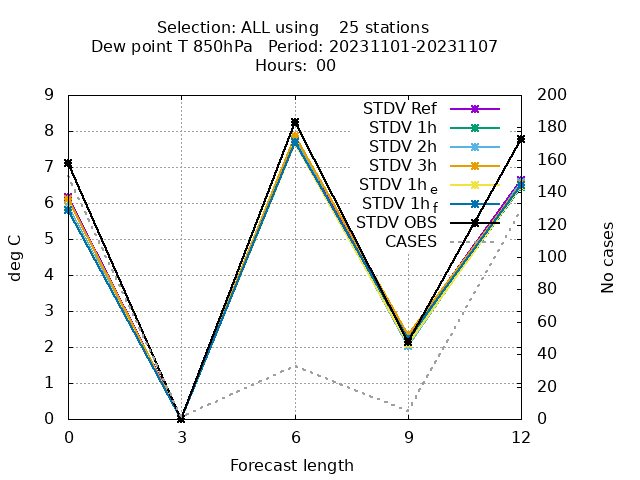 Selection: ALL using    25 stations
Dew point T 850hPa   Period: 20231101-20231107
Hours: 00
9
8
7
6
5
4
3
2
1
0
deg C
200
180
160
140
120
100
80
60
40
20
0
No cases
STDV Ref
STDV 1h
STDV 2h
STDV 3h
STDV 1h e
STDV 1h f
STDV OBS
CASES
0 3 6 9 12
Forecast length